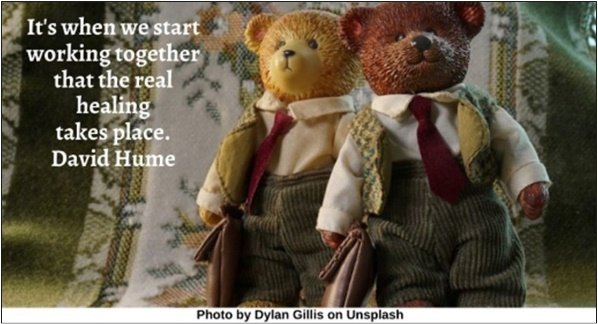 It's when we start
working together
that the real
healing
takes place.
David Hume
Photo by Dylan Gillis on Unsplash